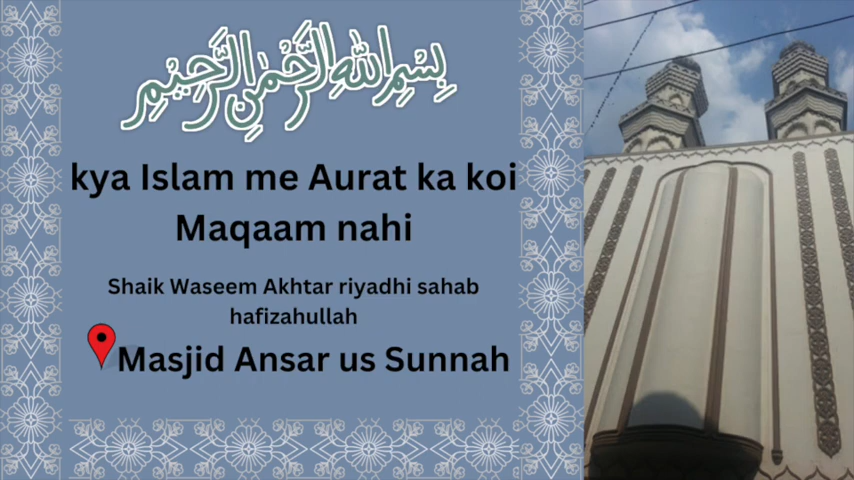 بِسْمِ اللهِ الرَّحْمٰنِ الرَّحِيْمِ
kya Islam me Aurat ka koi
Maqaam nahi
Shaik Waseem Akhtar riyadhi sahab
hafizahullah
Masjid Ansar us Sunnah